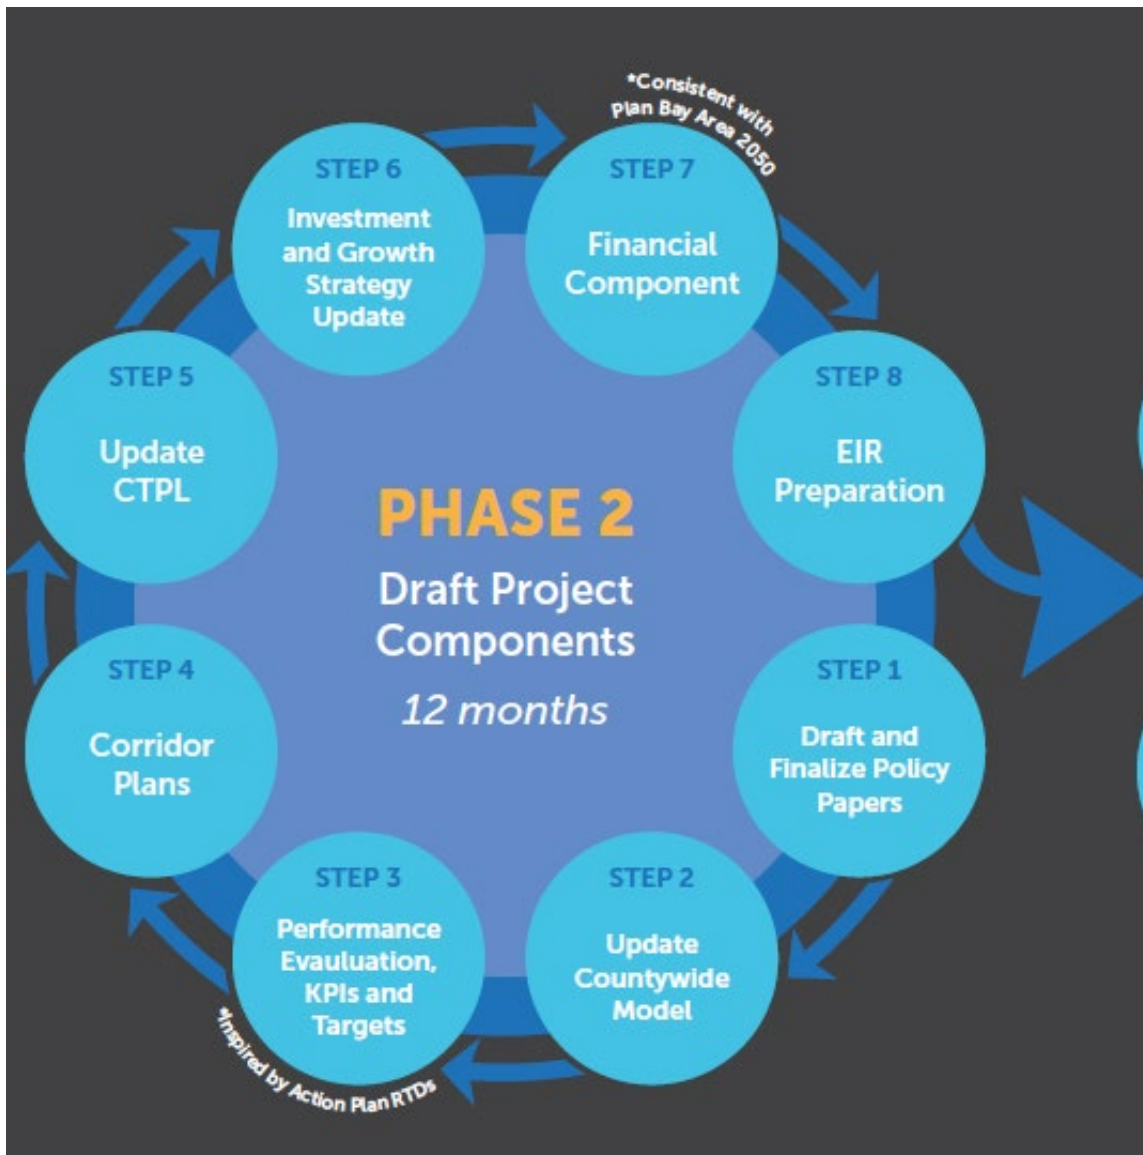 PHASE 2
Draft Project
Components
12 months
STEP 1
Draft and
Finalize Policy
Papers
STEP 2
Update
Countywide
Model
STEP 3
Performance
Evauluation,
KPIs and
Targets
*Inspired by Action Plan RTDs
STEP 4
Corridor
Plans
STEP 5
Update
CTPL
STEP 6
Investment
and Growth
Strategy
Update
STEP 7
Financial
Component
*Consistent with
Plan Bay Area 2050
STEP 8
EIR
Preparation